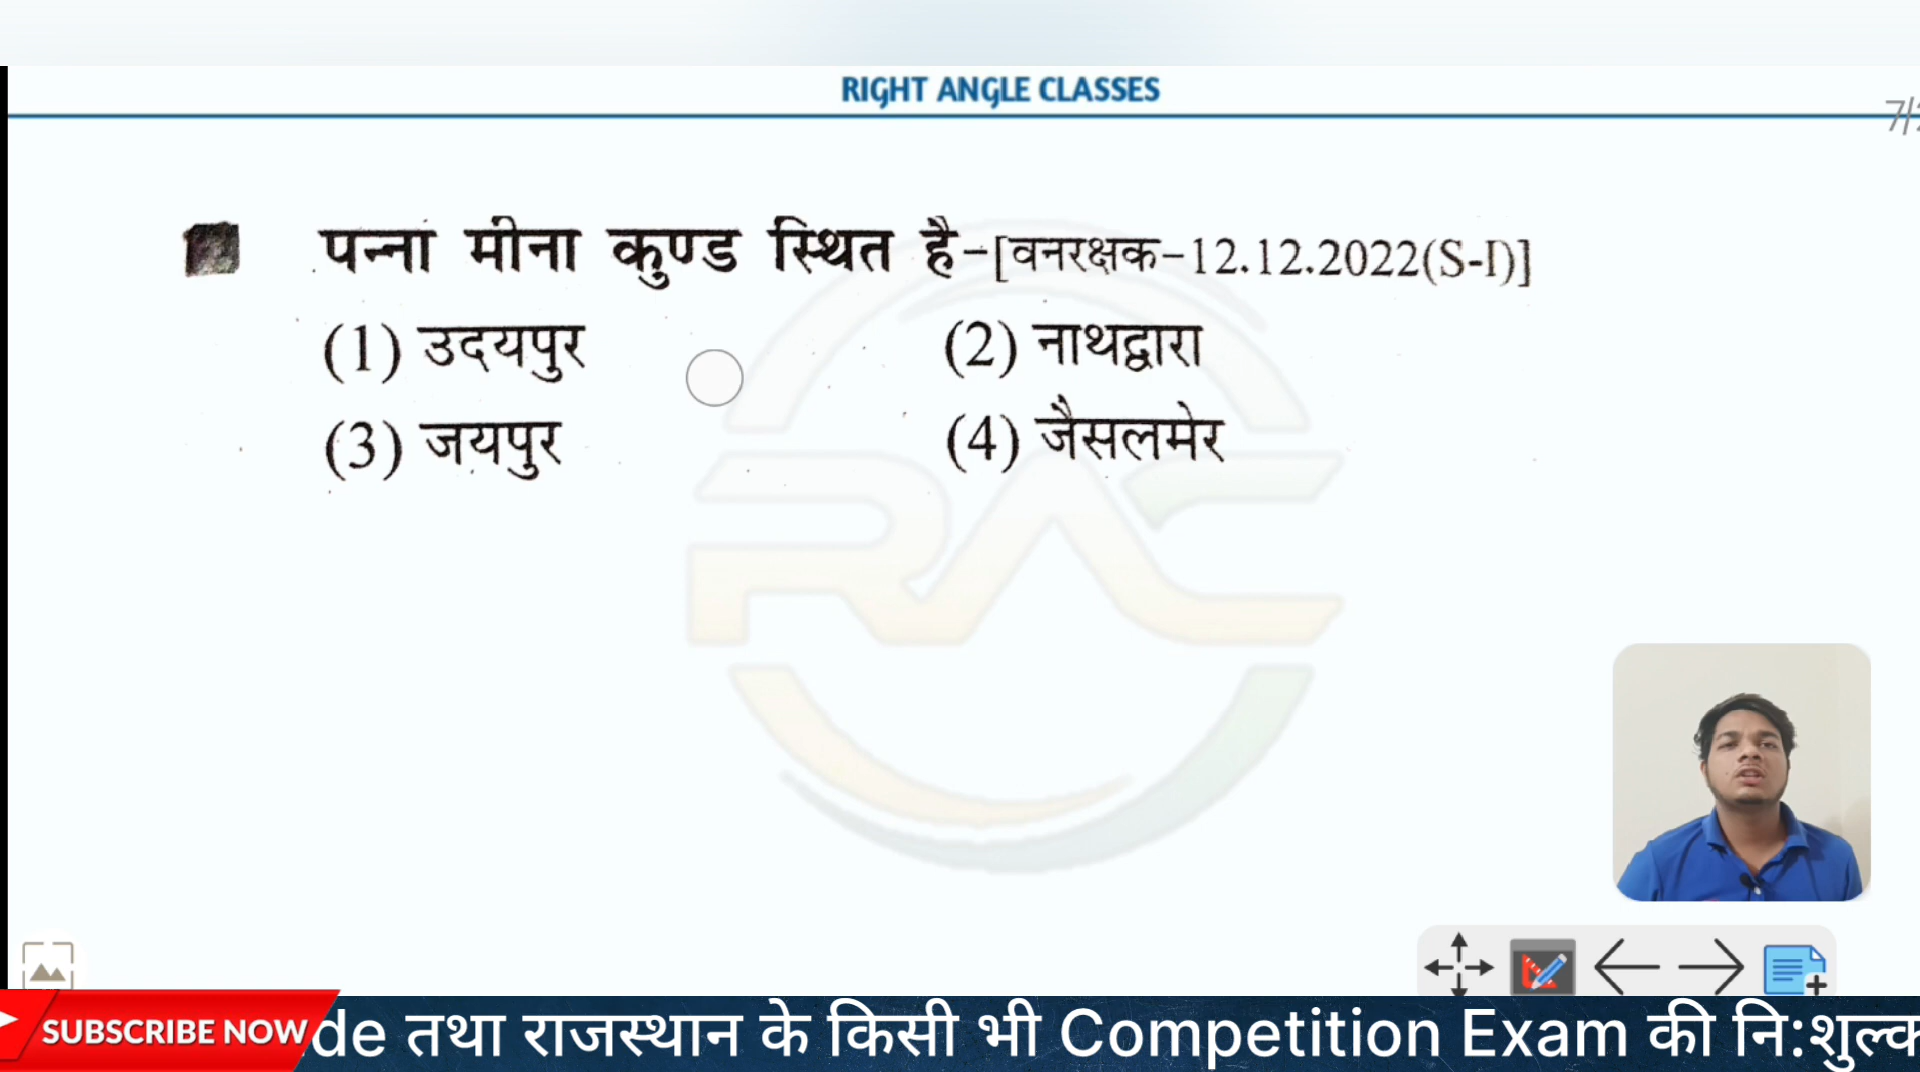 RIGHT ANGLE CLASSES
पन्ना मीना कुण्ड स्थित है-[वनरक्षक-12.12.2022(S-I)]
(1) उदयपुर
(2) नाथद्वारा
(3) जयपुर
(4) जैसलमेर
RAC
SUBSCRIBE NOW
de तथा राजस्थान के किसी भी Competition Exam की नि:शुल्क